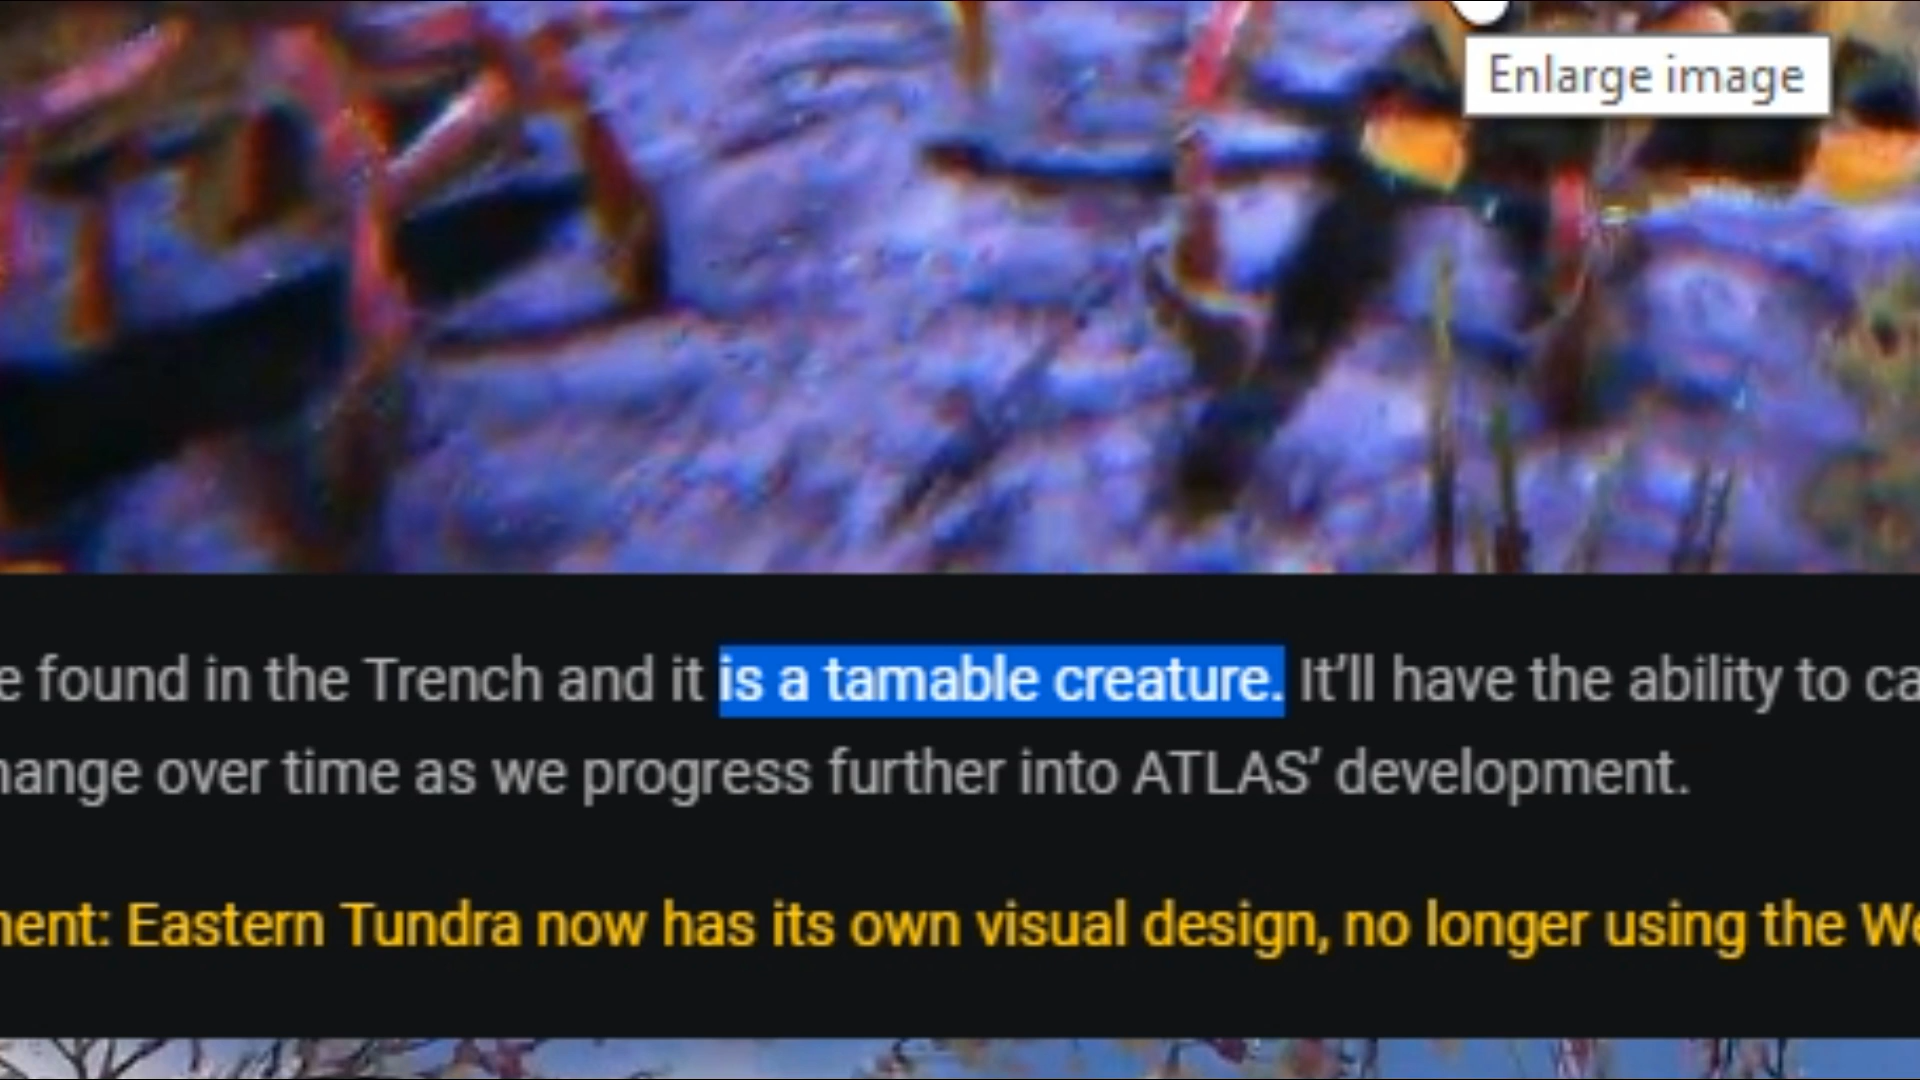 Enlarge image
e found in the Trench and it is a tamable creature. It’ll have the ability to ca
hange over time as we progress further into ATLAS’ development.
nent: Eastern Tundra now has its own visual design, no longer using the We